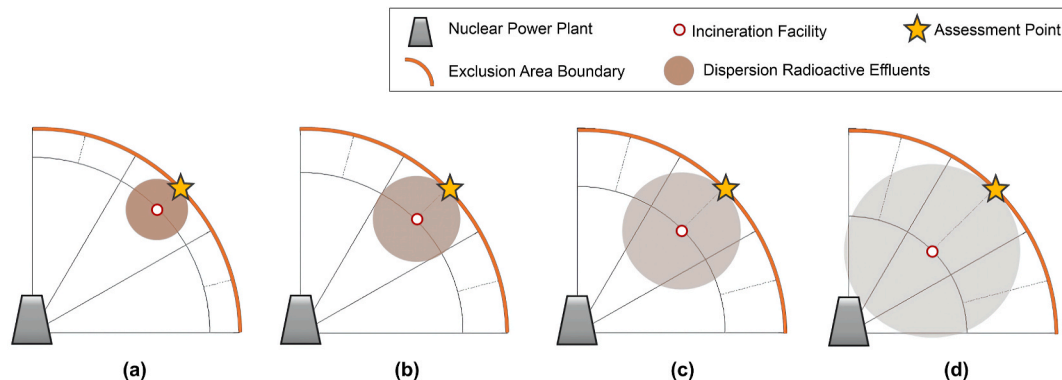 Nuclear Power Plant
Incineration Facility
Assessment Point
Exclusion Area Boundary
Dispersion Radioactive Effluents
(a)
(b)
(c)
(d)